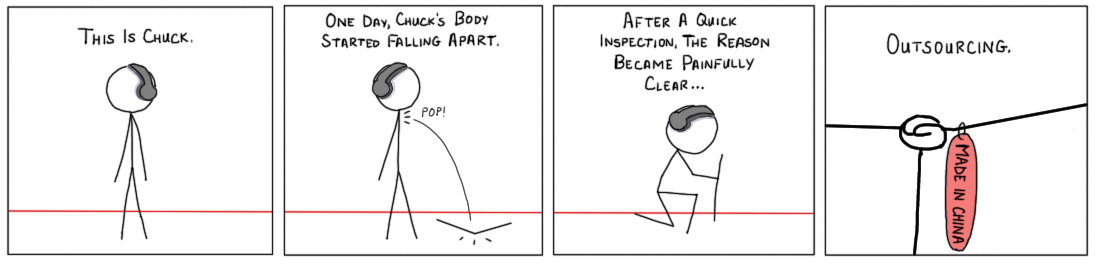 This Is Chuck.
One Day, Chuck's Body
Started Falling Apart.
POP!
After A Quick
Inspection, The Reason
Became Painfully
Clear...
Outsourcing.
MADE IN CHINA